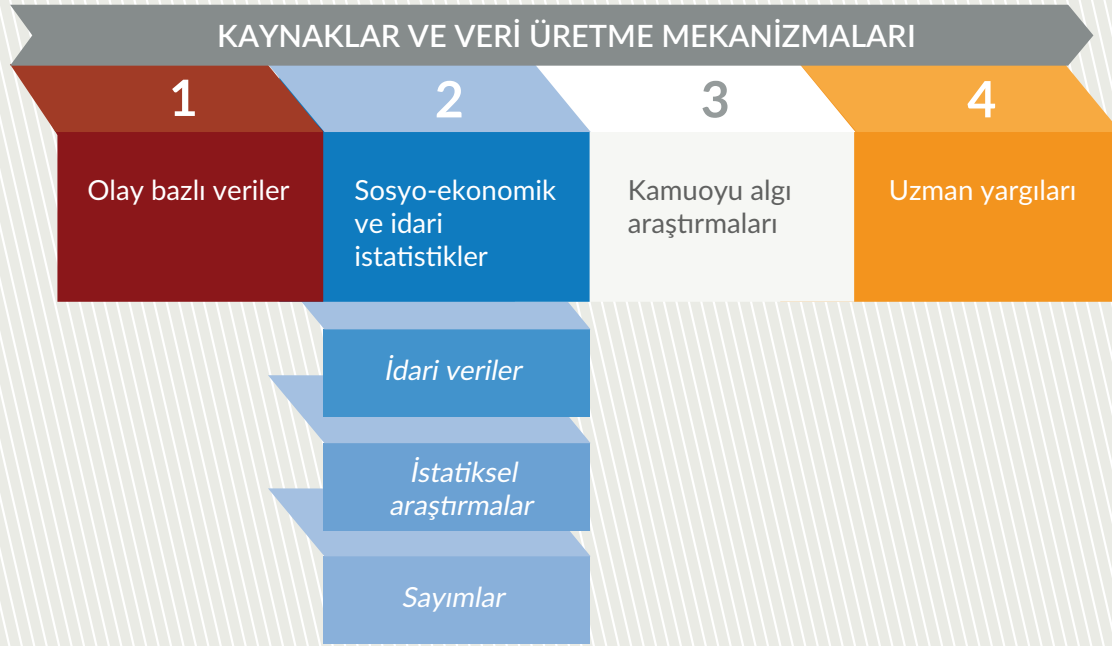 KAYNAKLAR VE VERİ ÜRETME MEKANİZMALARI
1
2
3
4
Olay bazlı veriler
Sosyo-ekonomik
ve idari
istatistikler
Kamuoyu algı
araştırmaları
Uzman yargıları
İdari veriler
İstatiksel
araştırmalar
Sayımlar